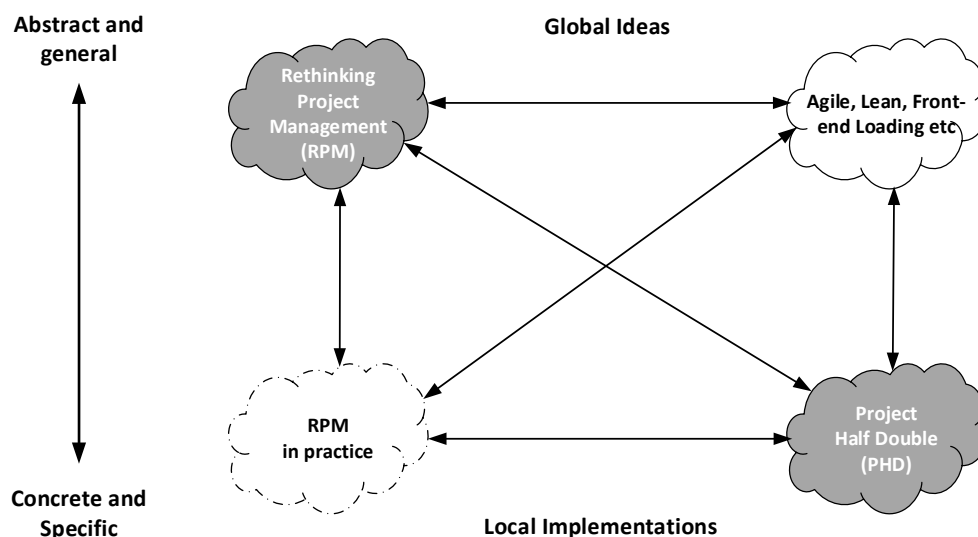 Abstract and
general
Global Ideas
Rethinking
Project
Management
(RPM)
Agile, Lean, Front-
end Loading etc
RPM
in practice
Project
Half Double
(PHD)
Concrete and
Specific
Local Implementations